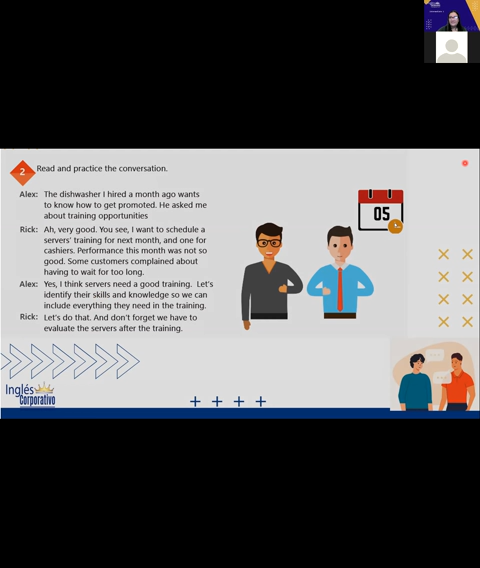 2 Read and practice the conversation.
Alex: The dishwasher I hired a month ago wants
to know how to get promoted. He asked me
about training opportunities
Rick: Ah, very good. You see, I want to schedule a
servers' training for next month, and one for
cashiers. Performance this month was not so
good. Some customers complained about
having to wait for too long.
Alex: Yes, I think servers need a good training. Let's
identify their skills and knowledge so we can
include everything they need in the training.
Rick: Let's do that. And don't forget we have to
evaluate the servers after the training.
05
Inglés
Corporativo